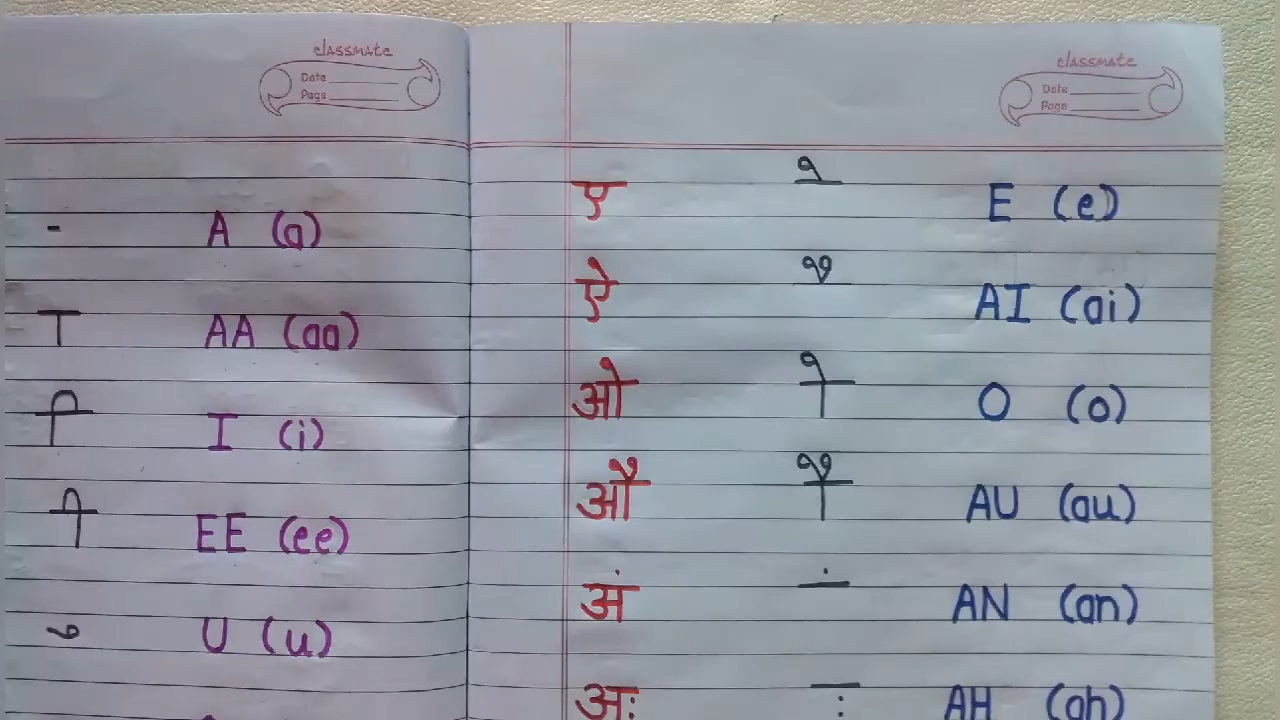 classmate
Date
Page
- A (a)
ा AA (aa)
ि I (i)
ी EE (ee)
ु U (u)
classmate
Date
Page
ए े E (e)
ऐ ै AI (ai)
ओ ो O (o)
औ ौ AU (au)
अं ं AN (an)
अः ः AH (ah)